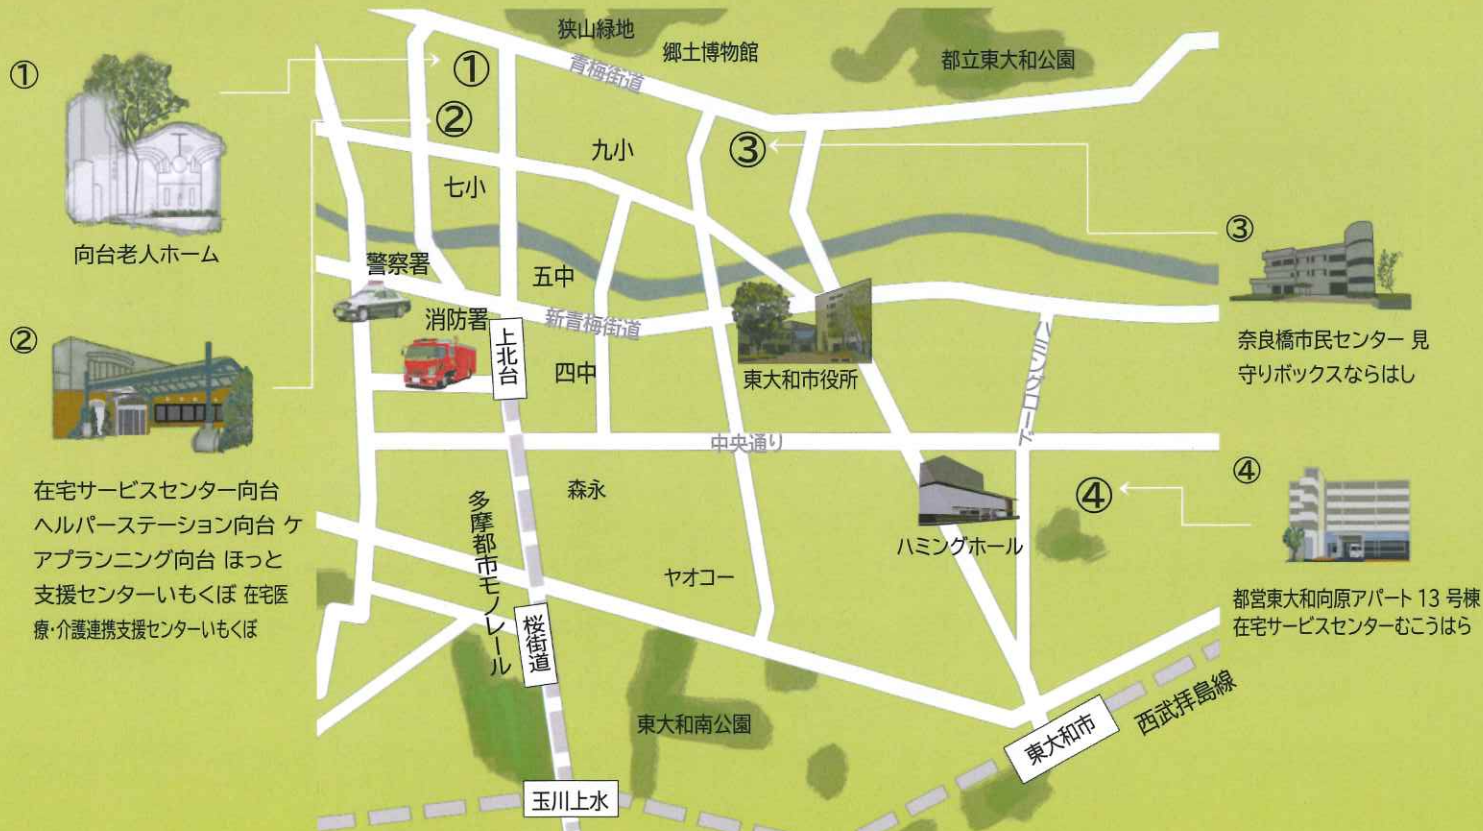 ①
向台老人ホーム
②
在宅サービスセンター向台
ヘルパーステーション向台 ケ
アプランニング向台 ほっと
支援センターいもくぼ 在宅医
療・介護連携支援センターいもくぼ
狭山緑地
郷土博物館
都立東大和公園
青梅街道
①
②
③
九小
七小
警察署
五中
消防署
上北台
新青梅街道
四中
東大和市役所
ハミングロード
中央通り
森永
多摩都市モノレール
ハミングホール
④
ヤオコー
桜街道
東大和南公園
東大和市
西武拝島線
玉川上水
③
奈良橋市民センター 見
守りボックスならはし
④
都営東大和向原アパート 13 号棟
在宅サービスセンターむこうはら